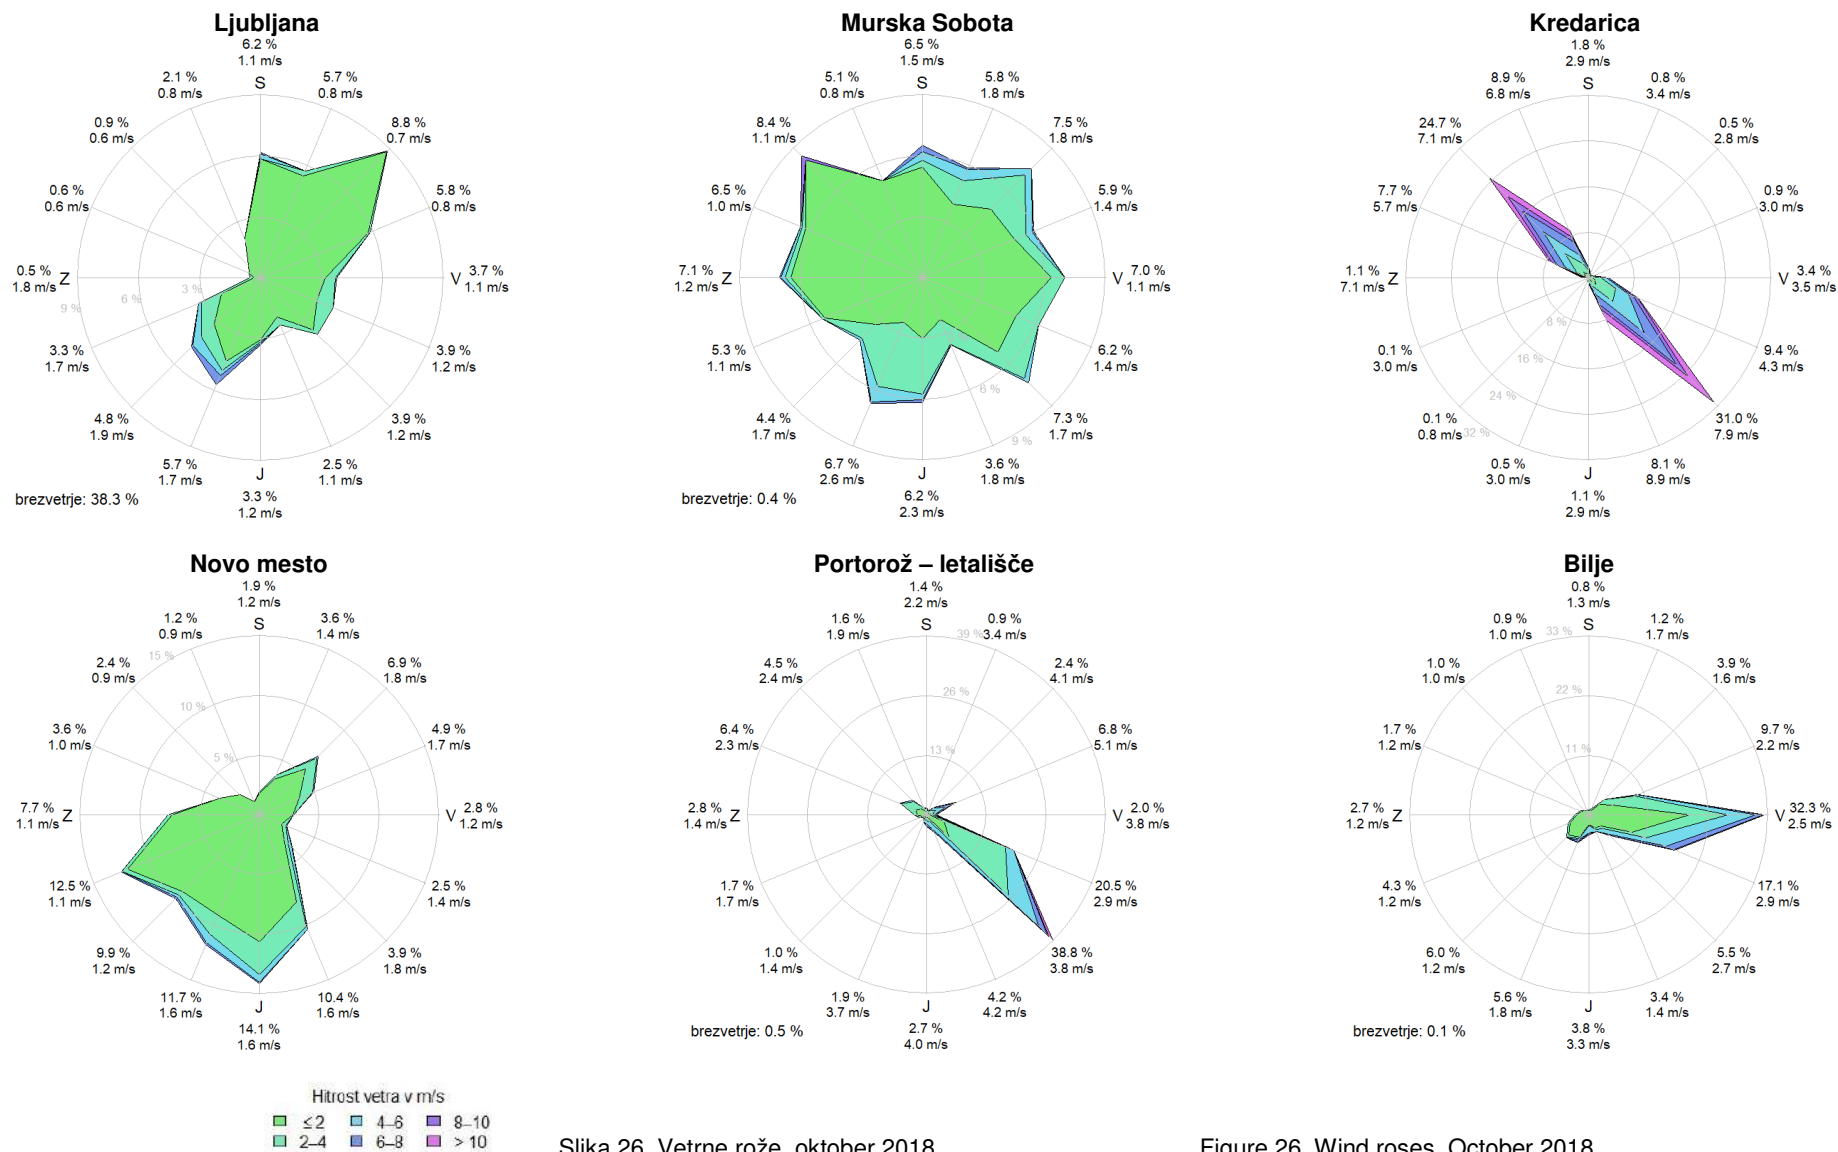 Ljubljana
6.2 %
1.1 m/s
S
5.7 %
0.8 m/s
8.8 %
0.7 m/s
5.8 %
0.8 m/s
V 3.7 %
1.1 m/s
3.9 %
1.2 m/s
3.9 %
1.2 m/s
2.5 %
1.1 m/s
J
3.3 %
1.2 m/s
5.7 %
1.7 m/s
4.8 %
1.9 m/s
3.3 %
1.7 m/s
0.5 %
1.8 m/s Z
0.6 %
0.6 m/s
0.9 %
0.6 m/s
2.1 %
0.8 m/s
3 %
6 %
9 %
brezvetrje: 38.3 %
Murska Sobota
6.5 %
1.5 m/s
S
5.8 %
1.8 m/s
7.5 %
1.8 m/s
5.9 %
1.4 m/s
V 7.0 %
1.1 m/s
6.2 %
1.4 m/s
7.3 %
1.7 m/s
3.6 %
1.8 m/s
J
6.2 %
2.3 m/s
6.7 %
2.6 m/s
4.4 %
1.7 m/s
5.3 %
1.1 m/s
7.1 %
1.2 m/s Z
6.5 %
1.0 m/s
8.4 %
1.1 m/s
5.1 %
0.8 m/s
6 %
9 %
brezvetrje: 0.4 %
Kredarica
1.8 %
2.9 m/s
S
0.8 %
3.4 m/s
0.5 %
2.8 m/s
0.9 %
3.0 m/s
V 3.4 %
3.5 m/s
9.4 %
4.3 m/s
31.0 %
7.9 m/s
8.1 %
8.9 m/s
J
1.1 %
2.9 m/s
0.5 %
3.0 m/s
0.1 %
0.8 m/s
0.1 %
3.0 m/s
1.1 %
7.1 m/s Z
7.7 %
5.7 m/s
24.7 %
7.1 m/s
8.9 %
6.8 m/s
8 %
16 %
24 %
32 %
Novo mesto
1.9 %
1.2 m/s
S
3.6 %
1.4 m/s
6.9 %
1.8 m/s
4.9 %
1.7 m/s
V 2.8 %
1.2 m/s
2.5 %
1.4 m/s
3.9 %
1.8 m/s
10.4 %
1.6 m/s
J
14.1 %
1.6 m/s
11.7 %
1.6 m/s
9.9 %
1.2 m/s
12.5 %
1.1 m/s
7.7 %
1.1 m/s Z
3.6 %
1.0 m/s
2.4 %
0.9 m/s
1.2 %
0.9 m/s
5 %
10 %
15 %
Portorož – letališče
1.4 %
2.2 m/s
0.9 %
3.4 m/s
2.4 %
4.1 m/s
6.8 %
5.1 m/s
V 2.0 %
3.8 m/s
20.5 %
2.9 m/s
38.8 %
3.8 m/s
4.2 %
4.2 m/s
J
2.7 %
4.0 m/s
1.9 %
3.7 m/s
1.0 %
1.4 m/s
1.7 %
1.7 m/s
2.8 %
1.4 m/s Z
6.4 %
2.3 m/s
4.5 %
2.4 m/s
1.6 %
1.9 m/s
S
13 %
26 %
39 %
brezvetrje: 0.5 %
Bilje
0.8 %
1.3 m/s
S
1.2 %
1.7 m/s
3.9 %
1.6 m/s
9.7 %
2.2 m/s
V 32.3 %
2.5 m/s
17.1 %
2.9 m/s
5.5 %
2.7 m/s
3.4 %
1.4 m/s
J
3.8 %
3.3 m/s
5.6 %
1.8 m/s
6.0 %
1.2 m/s
4.3 %
1.2 m/s
2.7 %
1.2 m/s Z
1.7 %
1.2 m/s
1.0 %
1.0 m/s
0.9 %
1.0 m/s
11 %
22 %
33 %
brezvetrje: 0.1 %
Hitrost vetra v m/s
≤ 2 4–6 8–10
2–4 6–8 > 10
Slika 26. Vetrne rože, oktober 2018
Figure 26. Wind roses, October 2018